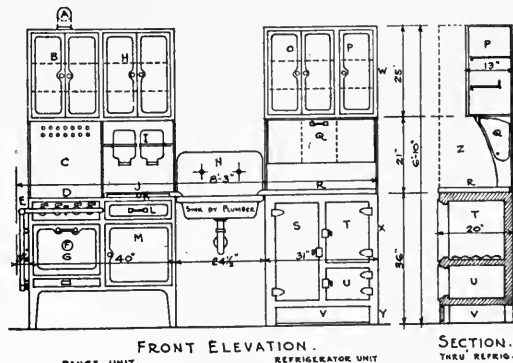 A
B H O P W P
13"
25"
I Q Q
C N 21" 6'-10" Z
8'-3"
D J R R
K
E L SINK BY PLUMBER
S T X T
F 20"
G 40" M 24½" 31" 36"
U U
V Y V
FRONT ELEVATION. SECTION.
RANGE UNIT REFRIGERATOR UNIT THRU' REFRIG.